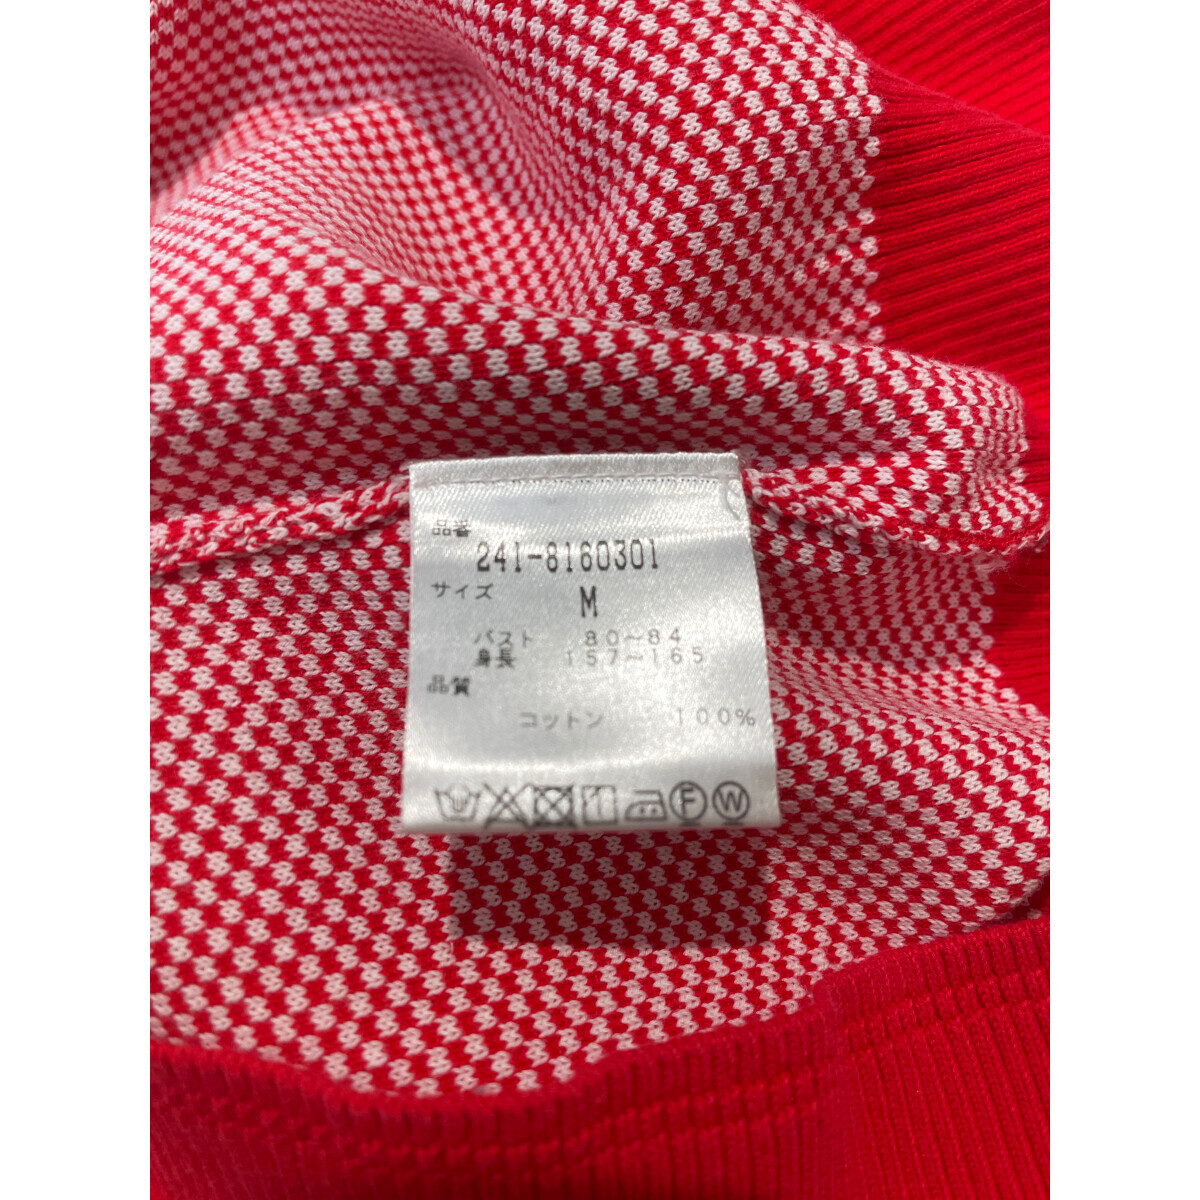 品番
241-8160301
サイズ
M
バスト 80~84
身長 157~165
品質
コットン 100%
F W